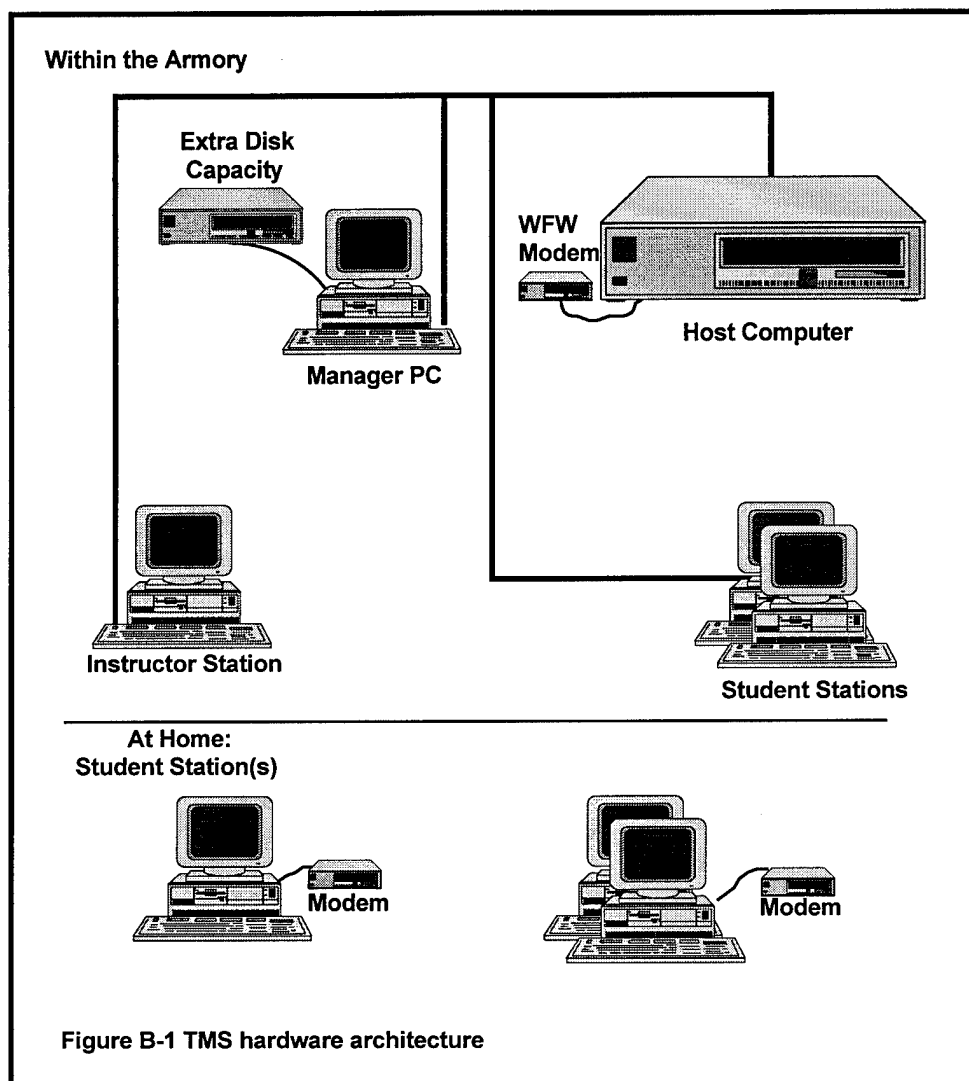 Within the Armory
Extra Disk
Capacity
WFW
Modem
Host Computer
Manager PC
Instructor Station
Student Stations
At Home:
Student Station(s)
Modem
Modem
Figure B-1 TMS hardware architecture